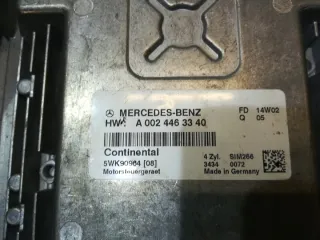 MERCEDES-BENZ FD 14W02
HW: A 002 446 33 40 Q 05
Continental
5WK90964 [08] 4 Zyl. SIM266
Motorsteuergeraet 3434 0072
Made in Germany